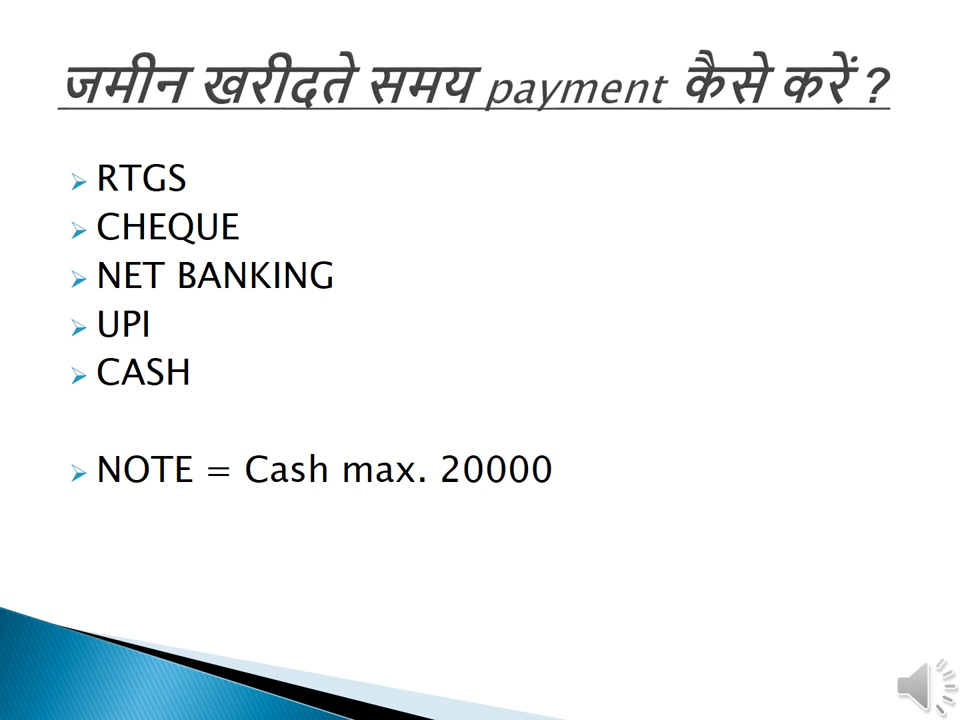 जमीन खरीदते समय payment कैसे करें ?
RTGS
CHEQUE
NET BANKING
UPI
CASH
NOTE = Cash max. 20000